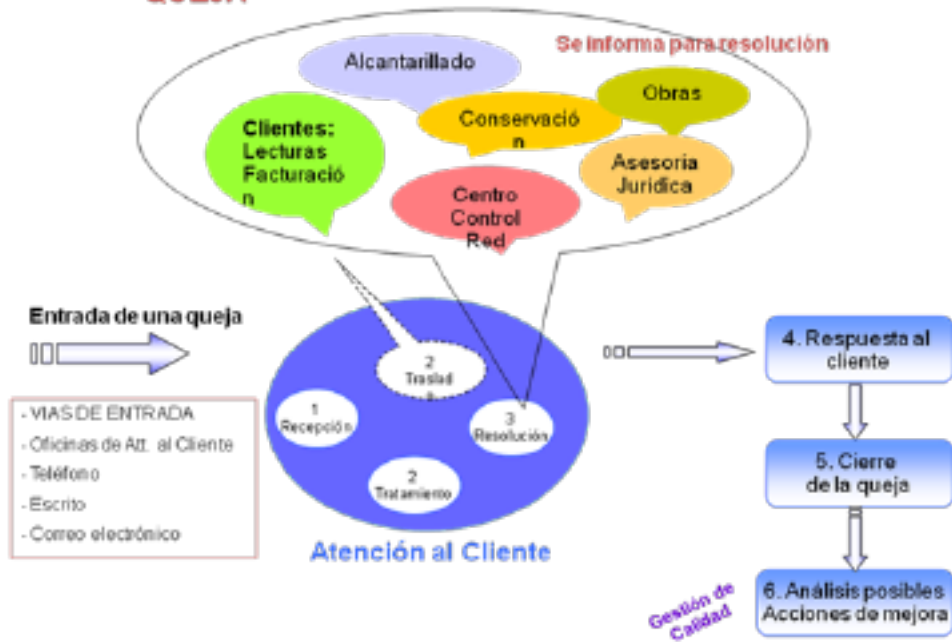 Se informa para resolución
Alcantarillado
Obras
Conservació
n
Clientes:
Lecturas
Facturació
n
Asesoria
Jurídica
Centro
Control
Red
Entrada de una queja
- VIAS DE ENTRADA
- Oficinas de Att. al Cliente
- Teléfono
- Escrito
- Correo electrónico
2
Traslad
o
1
Recepción
3
Resolución
2
Tratamiento
Atención al Cliente
4. Respuesta al
cliente
5. Cierre
de la queja
6. Análisis posibles
Acciones de mejora
Gestión de
Calidad